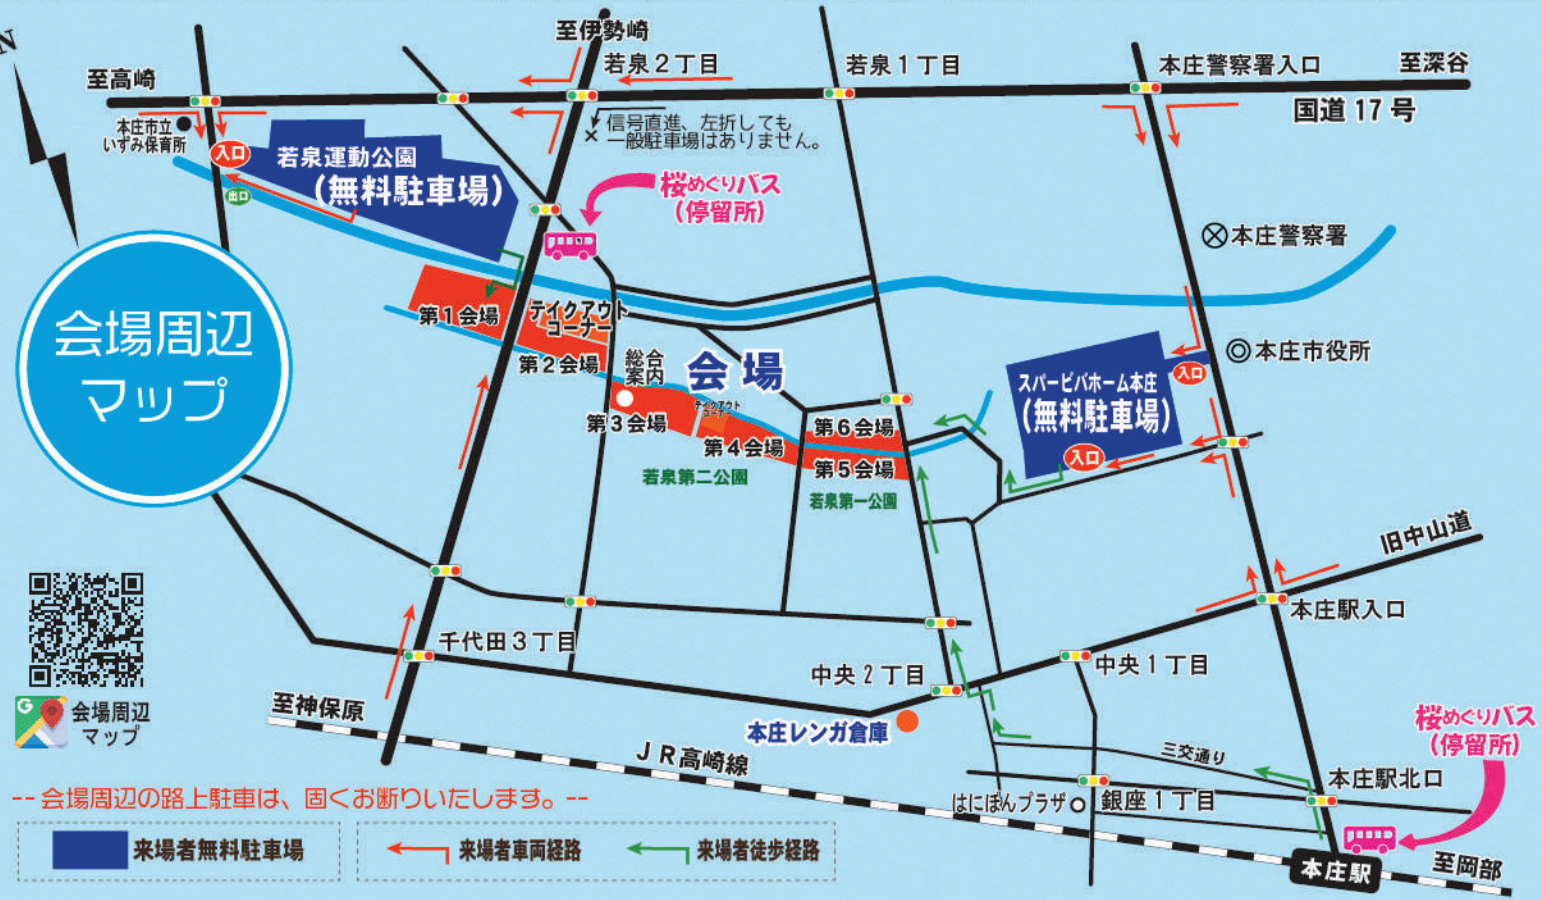 N
至伊勢崎
若泉2丁目
若泉1丁目
本庄警察署入口
至深谷
至高崎
国道17号
本庄市立
いずみ保育所
入口
若泉運動公園
(無料駐車場)
出口
信号直進、左折しても
一般駐車場はありません。
桜めぐりバス
(停留所)
本庄警察署
会場周辺
マップ
第1会場
テイクアウト
コーナー
第2会場
総合
案内
会場
第3会場
テイクアウト
コーナー
第4会場
第6会場
第5会場
若泉第二公園
若泉第一公園
スパービバホーム本庄
(無料駐車場)
入口
入口
本庄市役所
旧中山道
本庄駅入口
千代田3丁目
中央2丁目
中央1丁目
本庄レンガ倉庫
至神保原
JR高崎線
G
会場周辺
マップ
三交通り
はにぽんプラザ
銀座1丁目
本庄駅北口
桜めぐりバス
(停留所)
本庄駅
至岡部
--会場周辺の路上駐車は、固くお断りいたします。--
来場者無料駐車場
来場者車両経路
来場者徒歩経路